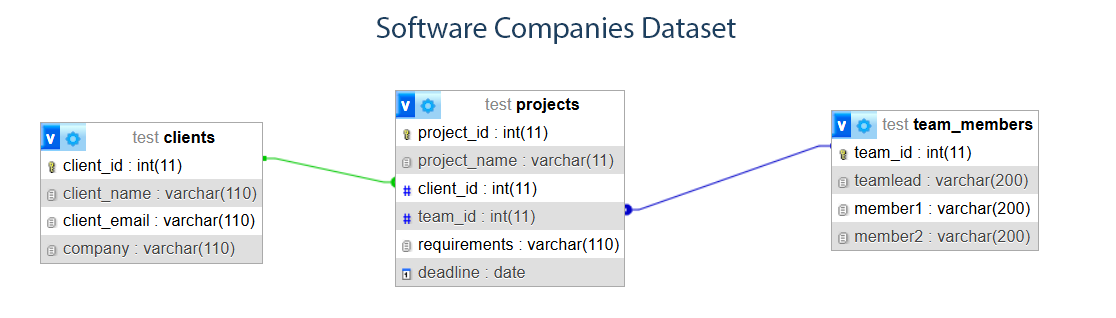 Software Companies Dataset
v test clients
client_id : int(11)
client_name : varchar(110)
client_email : varchar(110)
company : varchar(110)
v test projects
project_id : int(11)
project_name : varchar(11)
# client_id : int(11)
# team_id : int(11)
requirements : varchar(110)
1 deadline : date
v test team_members
team_id : int(11)
teamlead : varchar(200)
member1 : varchar(200)
member2 : varchar(200)